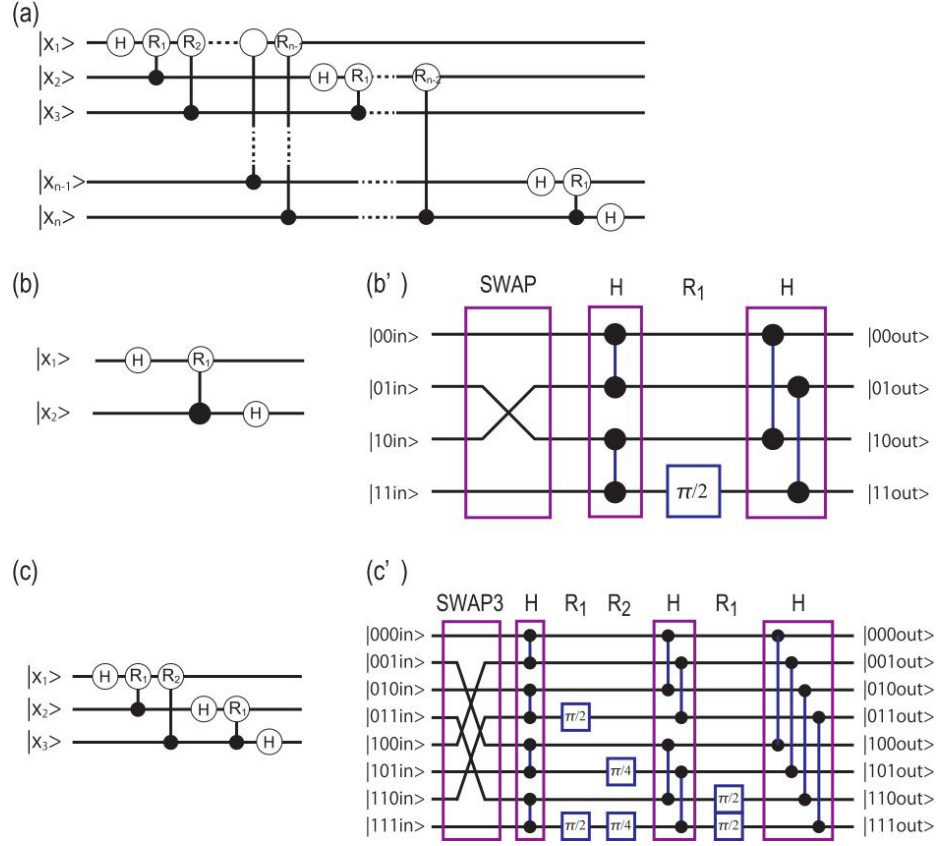 (a)
|x₁> H R₁ R₂ Rₙ₋₁
|x₂> H R₁ Rₙ₋₂
|x₃>
|xₙ₋₁> H R₁
|xₙ> H
(b)
|x₁> H R₁
|x₂> H
(b' )
SWAP H R₁ H
|00in> |00out>
|01in> |01out>
|10in> |10out>
|11in> π/2 |11out>
(c)
|x₁> H R₁ R₂
|x₂> H R₁
|x₃> H
(c' )
SWAP3 H R₁ R₂ H R₁ H
|000in> |000out>
|001in> |001out>
|010in> |010out>
|011in> π/2 |011out>
|100in> |100out>
|101in> π/4 |101out>
|110in> π/2 |110out>
|111in> π/2 π/4 π/2 |111out>